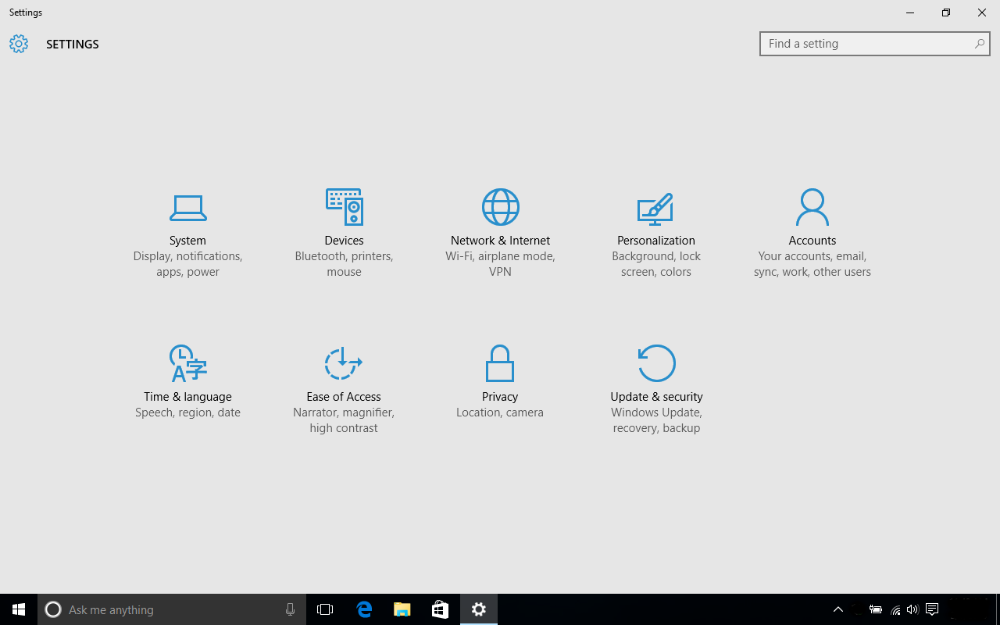 Settings
SETTINGS
Find a setting
System
Display, notifications,
apps, power
Devices
Bluetooth, printers,
mouse
Network & Internet
Wi-Fi, airplane mode,
VPN
Personalization
Background, lock
screen, colors
Accounts
Your accounts, email,
sync, work, other users
A字
Time & language
Speech, region, date
Ease of Access
Narrator, magnifier,
high contrast
Privacy
Location, camera
Update & security
Windows Update,
recovery, backup
Ask me anything